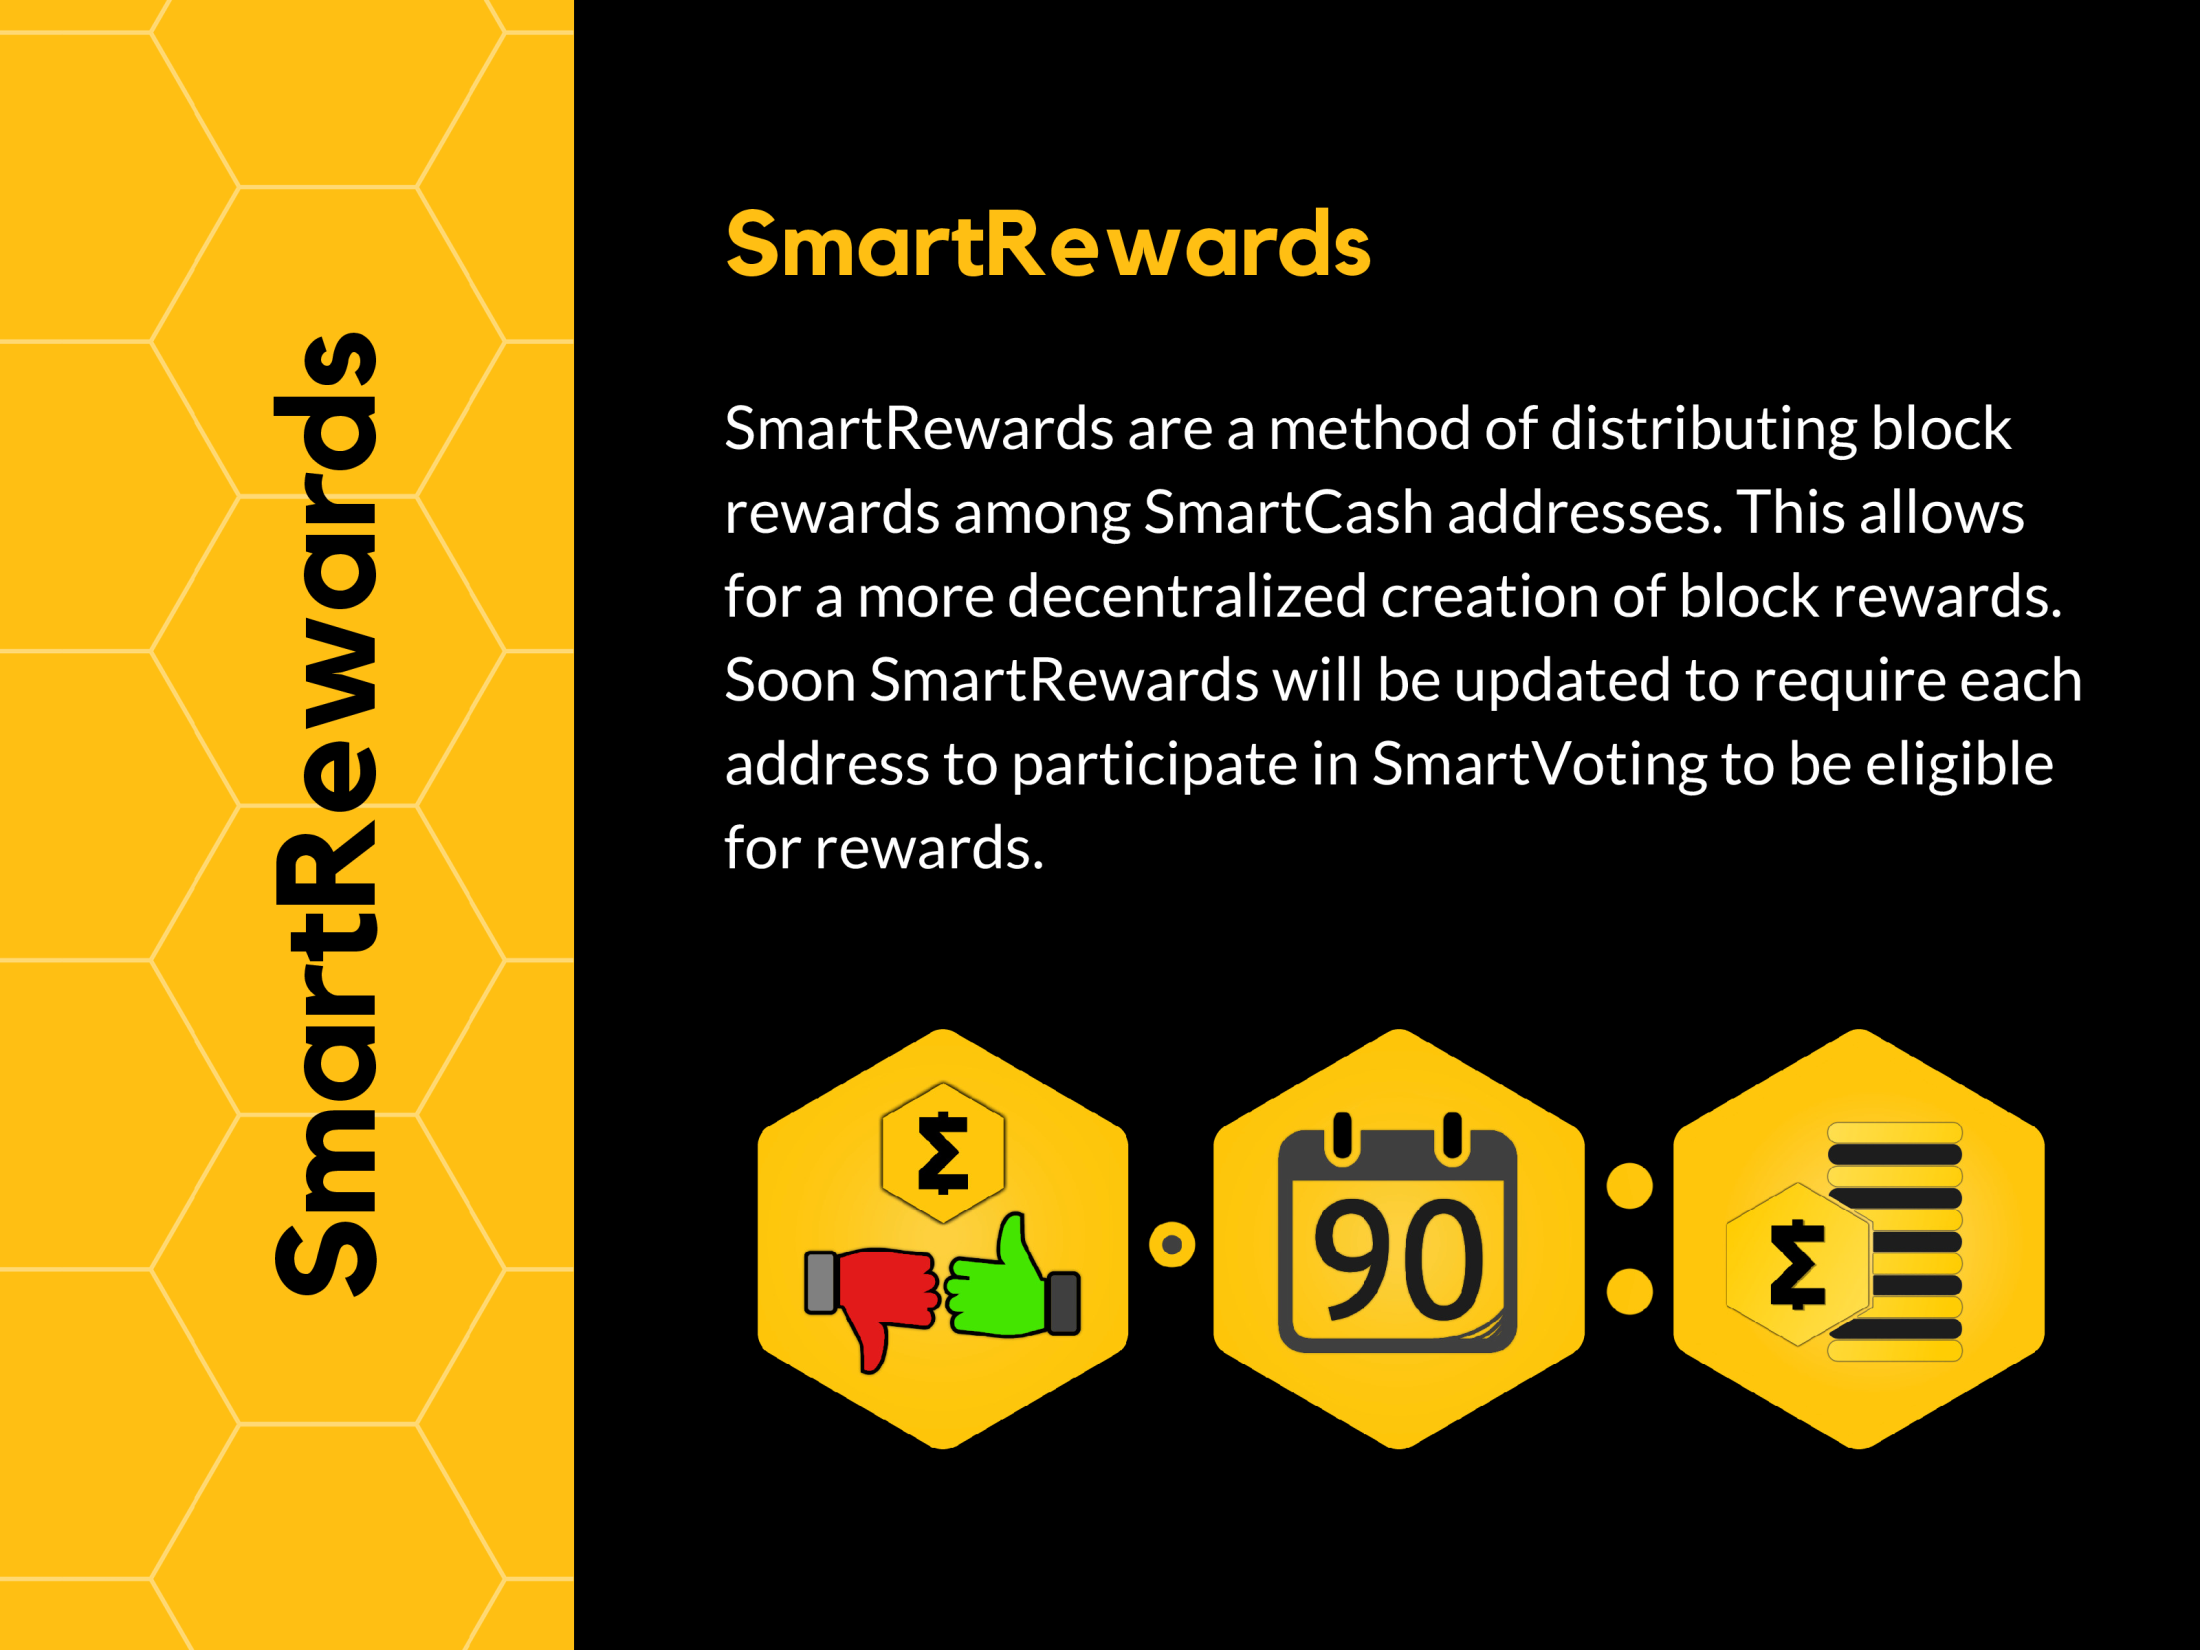 SmartRewards
SmartRewards
SmartRewards are a method of distributing block
rewards among SmartCash addresses. This allows
for a more decentralized creation of block rewards.
Soon SmartRewards will be updated to require each
address to participate in SmartVoting to be eligible
for rewards.
90